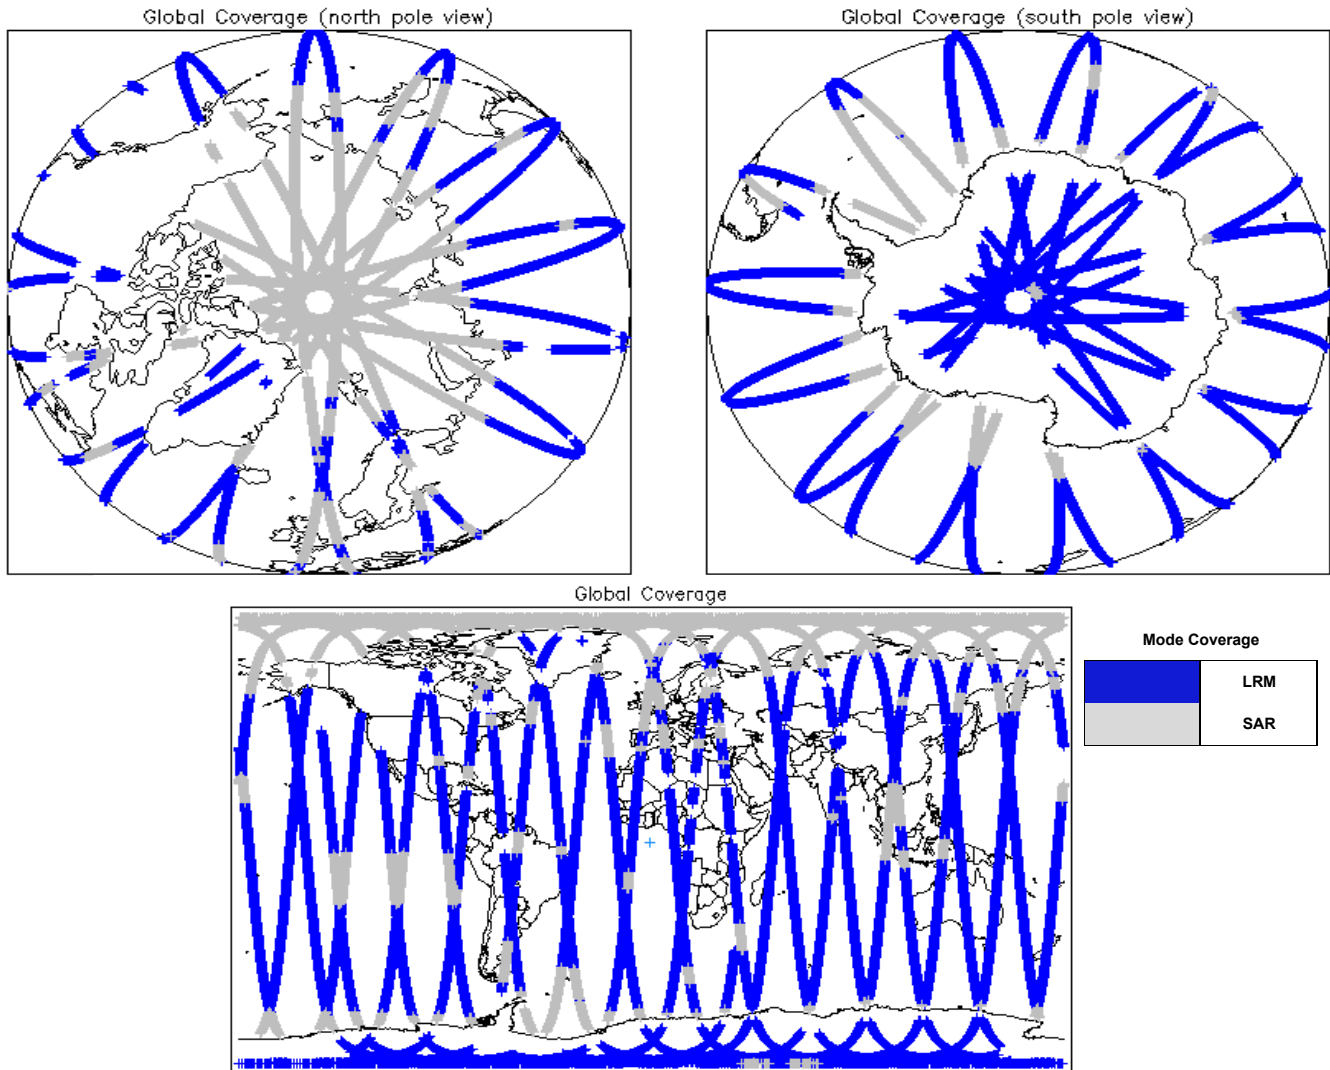 Global Coverage (north pole view)
Global Coverage (south pole view)
Global Coverage
Mode Coverage
LRM
SAR